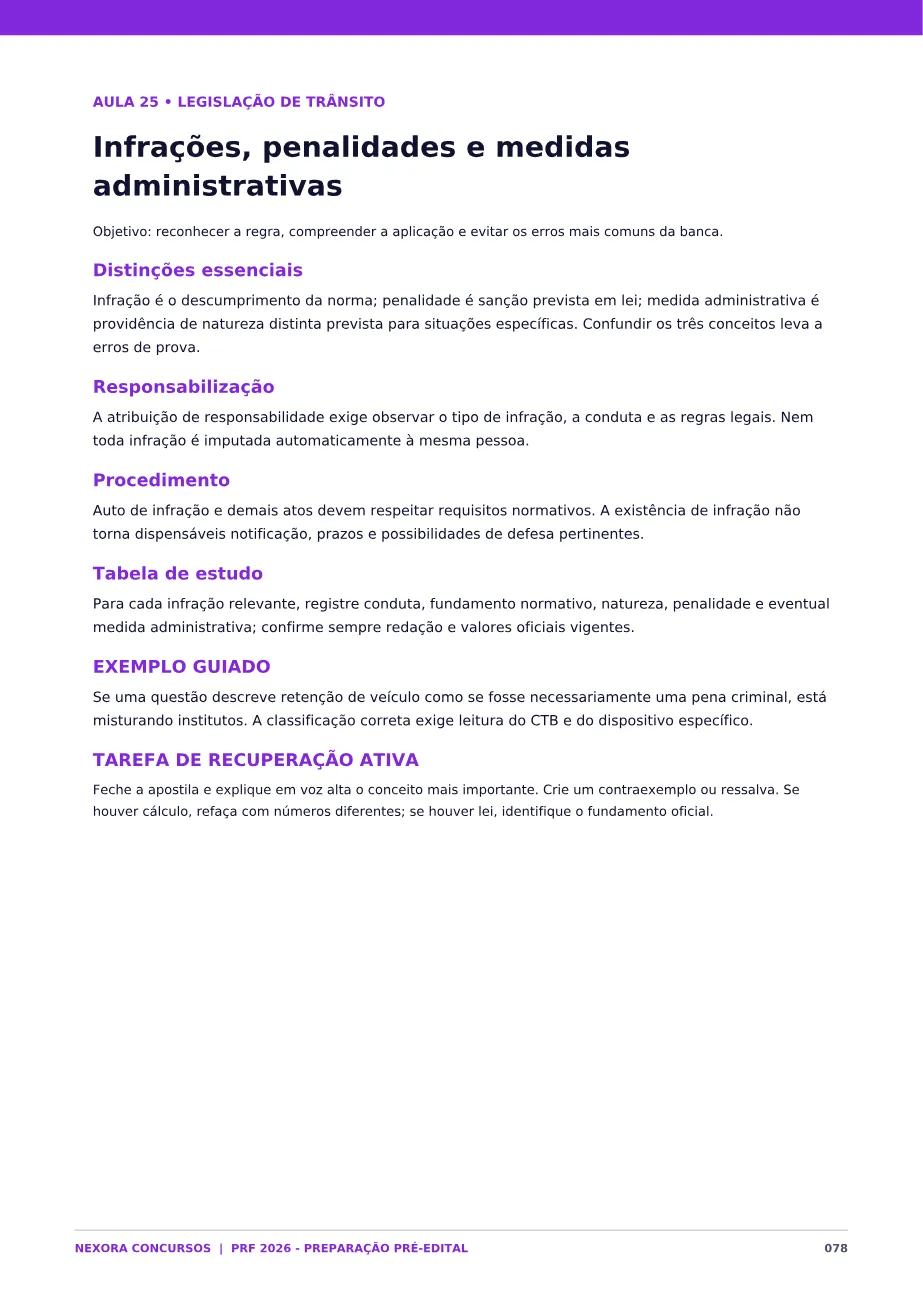 AULA 25 • LEGISLAÇÃO DE TRÂNSITO
Infrações, penalidades e medidas
administrativas
Objetivo: reconhecer a regra, compreender a aplicação e evitar os erros mais comuns da banca.
Distinções essenciais
Infração é o descumprimento da norma; penalidade é sanção prevista em lei; medida administrativa é
providência de natureza distinta prevista para situações específicas. Confundir os três conceitos leva a
erros de prova.
Responsabilização
A atribuição de responsabilidade exige observar o tipo de infração, a conduta e as regras legais. Nem
toda infração é imputada automaticamente à mesma pessoa.
Procedimento
Auto de infração e demais atos devem respeitar requisitos normativos. A existência de infração não
torna dispensáveis notificação, prazos e possibilidades de defesa pertinentes.
Tabela de estudo
Para cada infração relevante, registre conduta, fundamento normativo, natureza, penalidade e eventual
medida administrativa; confirme sempre redação e valores oficiais vigentes.
EXEMPLO GUIADO
Se uma questão descreve retenção de veículo como se fosse necessariamente uma pena criminal, está
misturando institutos. A classificação correta exige leitura do CTB e do dispositivo específico.
TAREFA DE RECUPERAÇÃO ATIVA
Feche a apostila e explique em voz alta o conceito mais importante. Crie um contraexemplo ou ressalva. Se
houver cálculo, refaça com números diferentes; se houver lei, identifique o fundamento oficial.
NEXORA CONCURSOS | PRF 2026 - PREPARAÇÃO PRÉ-EDITAL 078